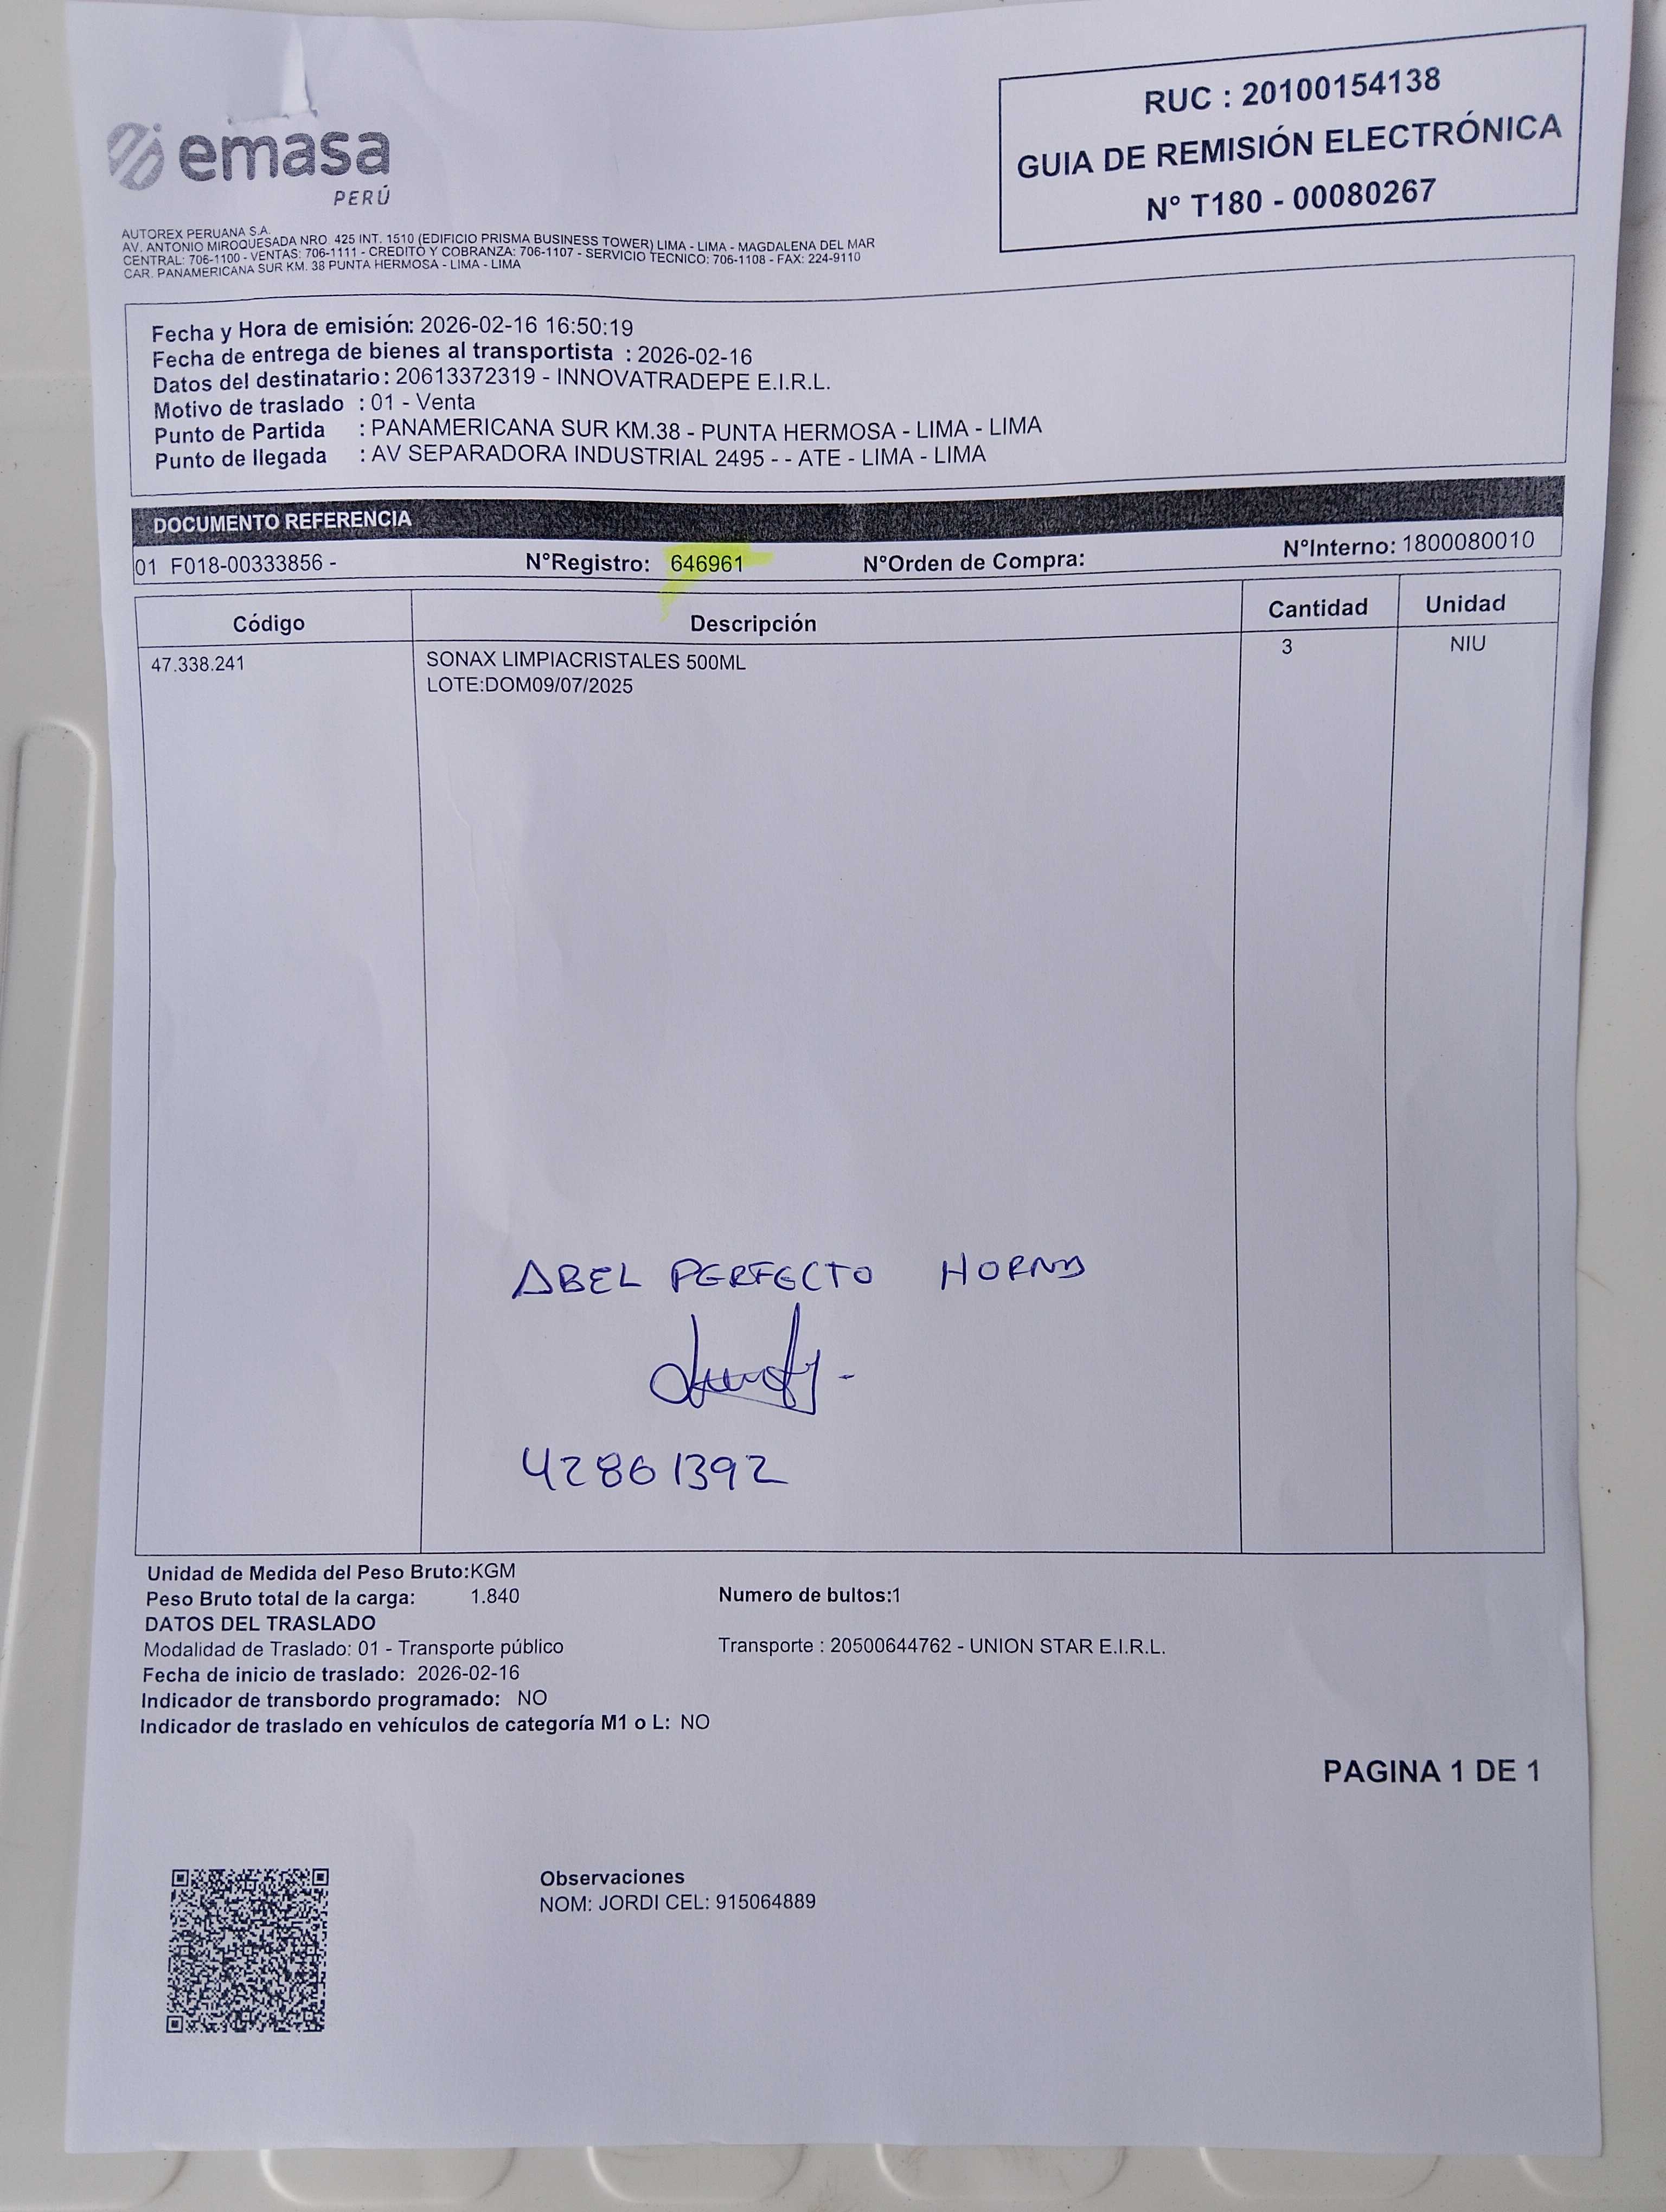 emasa
PERÚ
RUC : 20100154138
GUIA DE REMISIÓN ELECTRÓNICA
N° T180 - 00080267
AUTOREX PERUANA S.A.
AV. ANTONIO MIROQUESADA NRO. 425 INT. 1510 (EDIFICIO PRISMA BUSINESS TOWER) LIMA - LIMA - MAGDALENA DEL MAR
CENTRAL: 706-1100 - VENTAS: 706-1111 - CREDITO Y COBRANZA: 706-1107 - SERVICIO TECNICO: 706-1108 - FAX: 224-9110
CAR. PANAMERICANA SUR KM. 38 PUNTA HERMOSA - LIMA - LIMA
Fecha y Hora de emisión: 2026-02-16 16:50:19
Fecha de entrega de bienes al transportista : 2026-02-16
Datos del destinatario: 20613372319 - INNOVATRADEPE E.I.R.L.
Motivo de traslado : 01 - Venta
Punto de Partida : PANAMERICANA SUR KM.38 - PUNTA HERMOSA - LIMA - LIMA
Punto de llegada : AV SEPARADORA INDUSTRIAL 2495 - - ATE - LIMA - LIMA
DOCUMENTO REFERENCIA
01 F018-00333856 - N°Registro: 646961 N°Orden de Compra: N°Interno: 1800080010
Código Descripción Cantidad Unidad
47.338.241 SONAX LIMPIACRISTALES 500ML 3 NIU
LOTE:DOM09/07/2025
ABEL PERFECTO
42861392
Unidad de Medida del Peso Bruto:KGM
Peso Bruto total de la carga: 1.840 Numero de bultos:1
DATOS DEL TRASLADO
Modalidad de Traslado: 01 - Transporte público Transporte : 20500644762 - UNION STAR E.I.R.L.
Fecha de inicio de traslado: 2026-02-16
Indicador de transbordo programado: NO
Indicador de traslado en vehículos de categoría M1 o L: NO
PAGINA 1 DE 1
Observaciones
NOM: JORDI CEL: 915064889